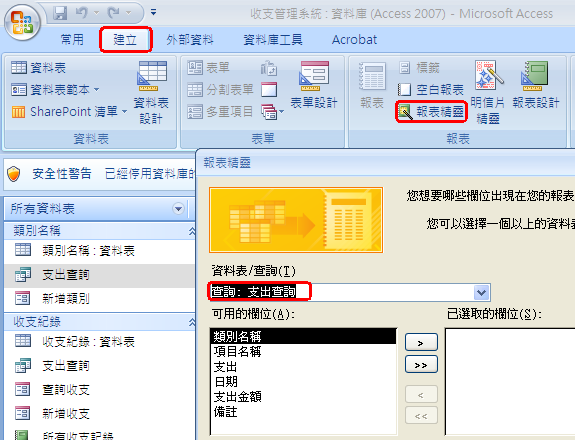 收支管理系統 : 資料庫 (Access 2007) - Microsoft Access
常用 建立 外部資料 資料庫工具 Acrobat
資料表
資料表範本
SharePoint 清單
資料表設計
資料表
表單
分割表單
多重項目
表單設計
表單
報表
標籤
空白報表
報表精靈
明信片精靈
報表設計
報表
安全性警告 已經停用資料庫的
所有資料表
類別名稱
類別名稱 : 資料表
支出查詢
新增類別
收支紀錄
收支紀錄 : 資料表
支出查詢
查詢收支
新增收支
所有收支紀錄
報表精靈
您想要哪些欄位出現在您的報表
您可以選擇一個以上的資料表
資料表/查詢(T)
查詢: 支出查詢
可用的欄位(A):
已選取的欄位(S):
類別名稱
項目名稱
支出
日期
支出金額
備註
>
>>
<
<<